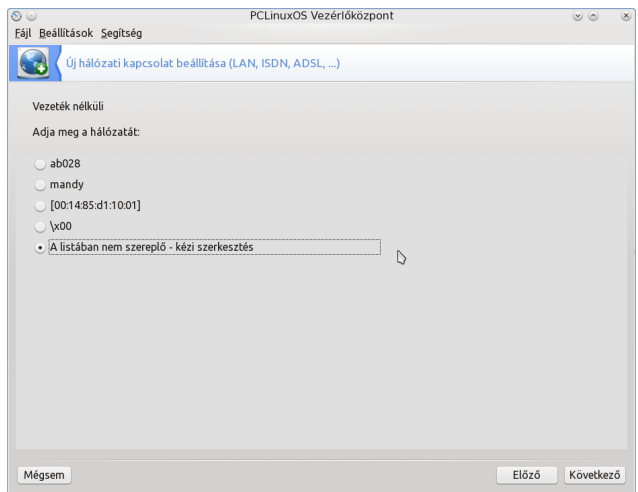 PCLinuxOS Vezérlőközpont
Fájl Beállítások Segítség
Új hálózati kapcsolat beállítása (LAN, ISDN, ADSL, ...)
Vezeték nélküli
Adja meg a hálózatát:
ab028
mandy
[00:14:85:d1:10:01]
\x00
A listában nem szereplő - kézi szerkesztés
Mégsem Előző Következő